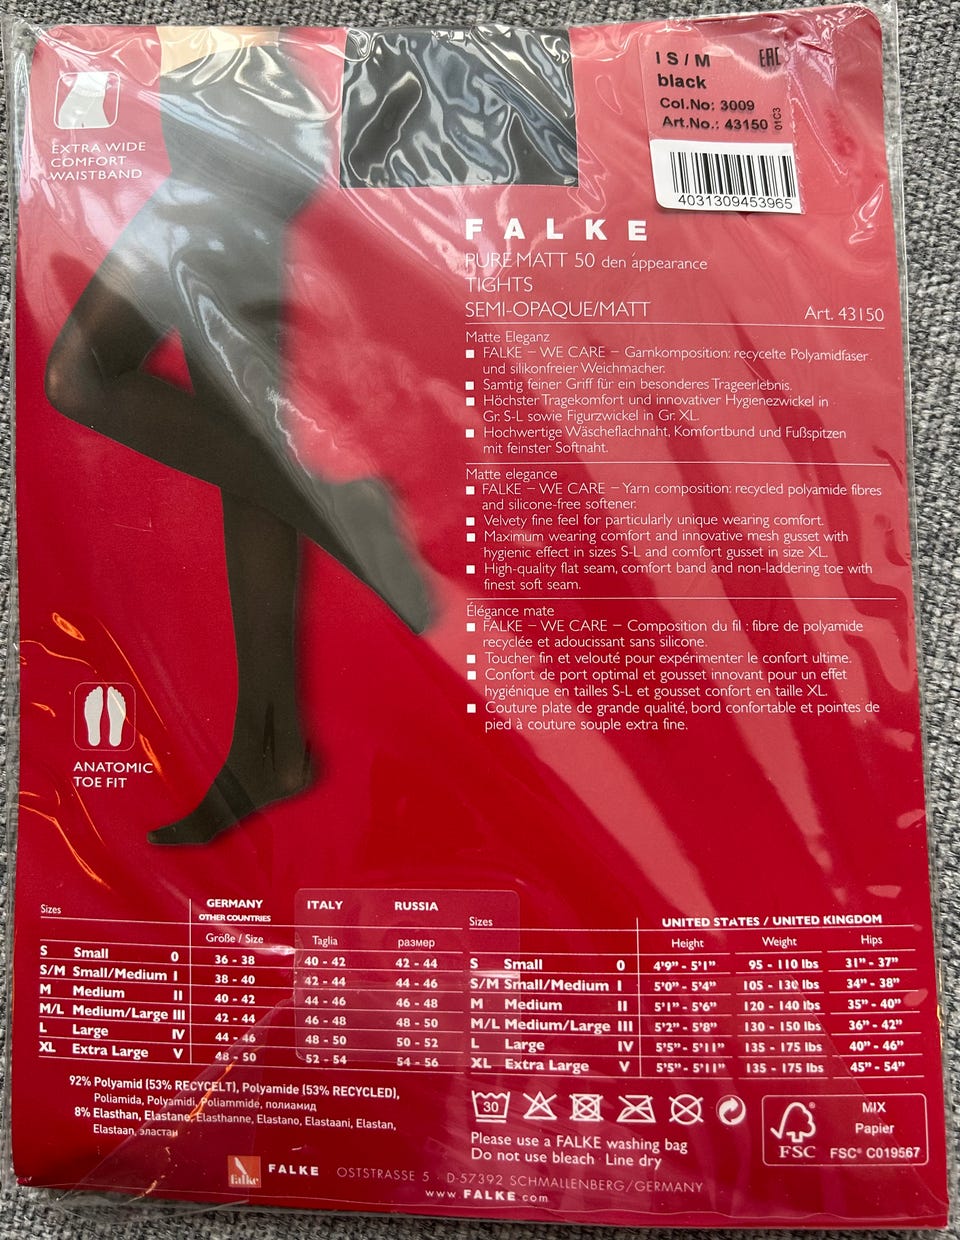 EXTRA WIDE
COMFORT
WAISTBAND
I S/M EAC
black
Col.No: 3009
Art.No.: 43150 01C3
4031309453965
FALKE
PURE MATT 50 den appearance
TIGHTS
SEMI-OPAQUE/MATT Art. 43150
Matte Eleganz
■ FALKE – WE CARE – Garnkomposition: recycelte Polyamidfaser
und silikonfreier Weichmacher.
■ Samtig feiner Griff für ein besonderes Trageerlebnis.
■ Höchster Tragekomfort und innovativer Hygienezwickel in
Gr. S-L sowie Figurzwickel in Gr. XL.
■ Hochwertige Wäscheflachnaht, Komfortbund und Fußspitzen
mit feinster Softnaht.
Matte elegance
■ FALKE – WE CARE – Yarn composition: recycled polyamide fibres
and silicone-free softener.
■ Velvety fine feel for particularly unique wearing comfort.
■ Maximum wearing comfort and innovative mesh gusset with
hygienic effect in sizes S-L and comfort gusset in size XL.
■ High-quality flat seam, comfort band and non-laddering toe with
finest soft seam.
Élégance mate
■ FALKE – WE CARE – Composition du fil : fibre de polyamide
recyclée et adoucissant sans silicone.
■ Toucher fin et velouté pour expérimenter le confort ultime.
■ Confort de port optimal et gousset innovant pour un effet
hygiénique en tailles S-L et gousset confort en taille XL.
■ Couture plate de grande qualité, bord confortable et pointes de
pied à couture souple extra fine.
ANATOMIC
TOE FIT
Sizes GERMANY OTHER COUNTRIES ITALY RUSSIA
Größe / Size Taglia размер
S Small 0 36 - 38 40 - 42 42 - 44
S/M Small/Medium I 38 - 40 42 - 44 44 - 46
M Medium II 40 - 42 44 - 46 46 - 48
M/L Medium/Large III 42 - 44 46 - 48 48 - 50
L Large IV 44 - 46 48 - 50 50 - 52
XL Extra Large V 48 - 50 52 - 54 54 - 56
Sizes UNITED STATES / UNITED KINGDOM
Height Weight Hips
S Small 0 4'9" - 5'1" 95 - 110 lbs 31" - 37"
S/M Small/Medium I 5'0" - 5'4" 105 - 130 lbs 34" - 38"
M Medium II 5'1" - 5'6" 120 - 140 lbs 35" - 40"
M/L Medium/Large III 5'2" - 5'8" 130 - 150 lbs 36" - 42"
L Large IV 5'5" - 5'11" 135 - 175 lbs 40" - 46"
XL Extra Large V 5'5" - 5'11" 135 - 175 lbs 45" - 54"
92% Polyamid (53% RECYCELT), Polyamide (53% RECYCLED),
Poliamida, Polyamidi, Poliammide, полиамид
8% Elasthan, Elastane, Elasthanne, Elastano, Elastaani, Elastan,
Elastaan, эластан
30
Please use a FALKE washing bag
Do not use bleach · Line dry
FSC
MIX
Papier
FSC® C019567
Falke FALKE · OSTSTRASSE 5 · D-57392 SCHMALLENBERG/GERMANY
www.FALKE.com